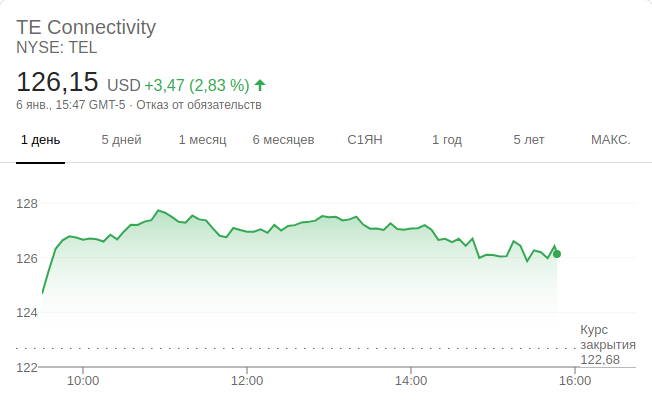 TE Connectivity
NYSE: TEL
126,15 USD +3,47 (2,83 %)
6 янв., 15:47 GMT-5 · Отказ от обязательств
1 день 5 дней 1 месяц 6 месяцев С1ЯН 1 год 5 лет МАКС.
128
126
124
Курс
закрытия
122,68
122
10:00 12:00 14:00 16:00